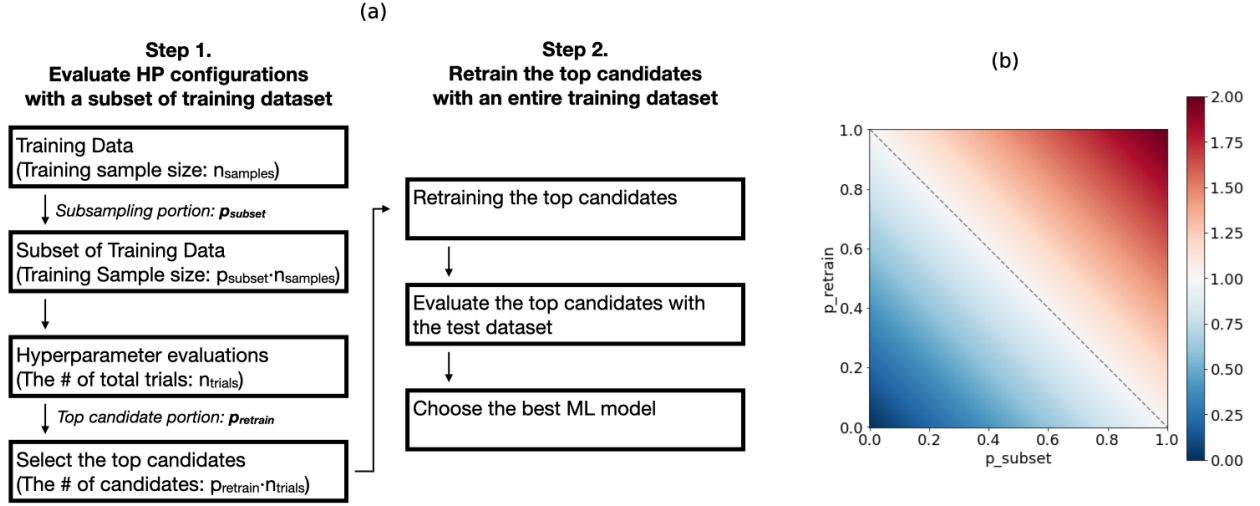 (a)
Step 1.
Evaluate HP configurations
with a subset of training dataset
Training Data
(Training sample size: nsamples)
Subsampling portion: psubset
Subset of Training Data
(Training Sample size: psubset·nsamples)
Hyperparameter evaluations
(The # of total trials: ntrials)
Top candidate portion: pretrain
Select the top candidates
(The # of candidates: pretrain·ntrials)
Step 2.
Retrain the top candidates
with an entire training dataset
Retraining the top candidates
Evaluate the top candidates with
the test dataset
Choose the best ML model
(b)
p_retrain
1.0
0.8
0.6
0.4
0.2
0.0
0.0 0.2 0.4 0.6 0.8 1.0
p_subset
2.00
1.75
1.50
1.25
1.00
0.75
0.50
0.25
0.00